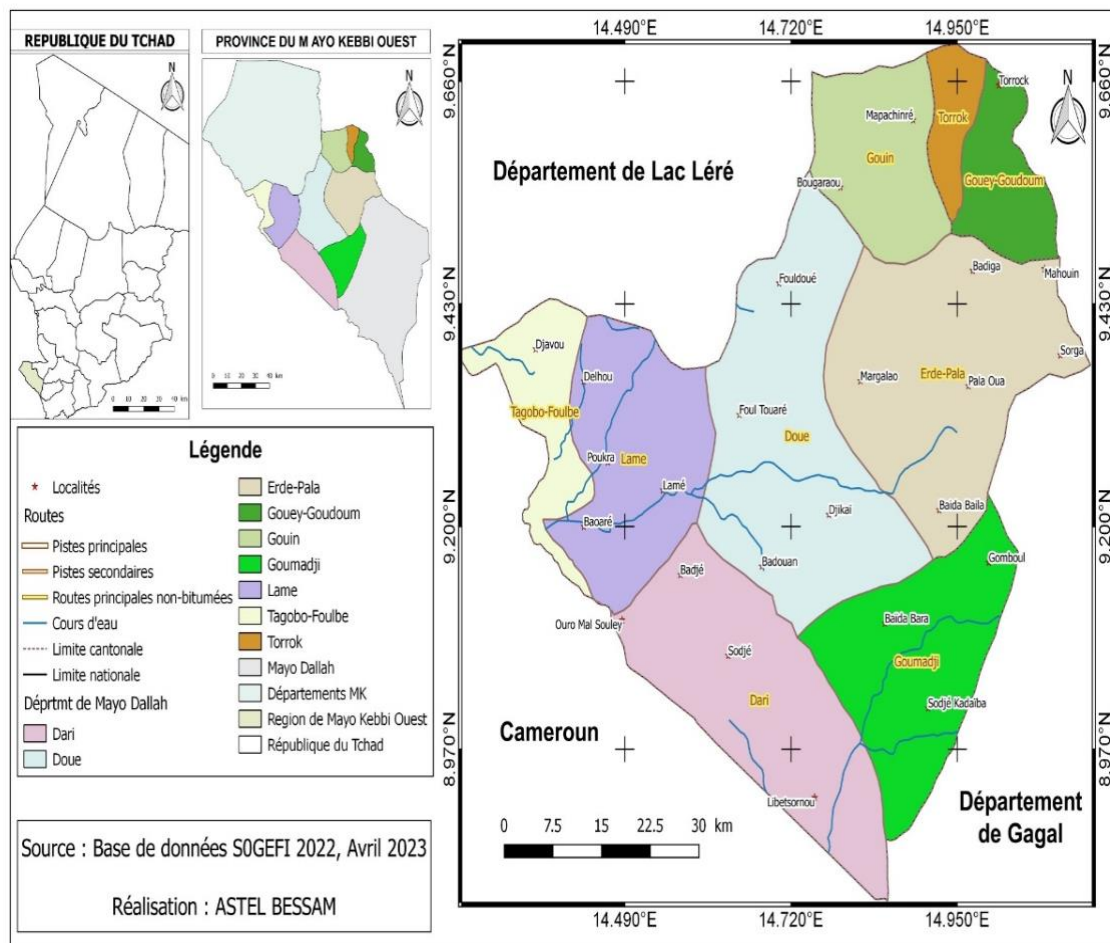 REPUBLIQUE DU TCHAD
N
0 10 20 30 40 km
PROVINCE DU M AYO KEBBI OUEST
N
0 10 20 30 40 km
Légende
Localités
Routes
Pistes principales
Pistes secondaires
Routes principales non-bitumées
Cours d'eau
Limite cantonale
Limite nationale
Déprtmt de Mayo Dallah
Dari
Doue
Erde-Pala
Gouey-Goudoum
Gouin
Goumadji
Lame
Tagobo-Foulbe
Torrok
Mayo Dallah
Départements MK
Region de Mayo Kebbi Ouest
République du Tchad
Source : Base de données S0GEFI 2022, Avril 2023
Réalisation : ASTEL BESSAM
14.490°E 14.720°E 14.950°E
9.660°N 9.660°N
9.430°N 9.430°N
9.200°N 9.200°N
8.970°N 8.970°N
N
Torrock
Mapachinré
Torrok
Gouin
Département de Lac Léré
Bougaraou
Gouey-Goudoum
Badiga
Mahouin
Fouldoué
Djavou
Sorga
Delhou
Margalao
Erde-Pala
Pala Oua
Tagobo-Foulbe
Foul Touaré
Doue
Poukra
Lame
Lamé
Baoaré
Djikai
Baida Baila
Badouan
Gomboul
Badjé
Ouro Mal Souley
Baida Bara
Sodjé
Goumadji
Dari
Sodjé Kadaïba
Cameroun
Libetsornou
Département
de Gagal
0 7.5 15 22.5 30 km
14.490°E 14.720°E 14.950°E